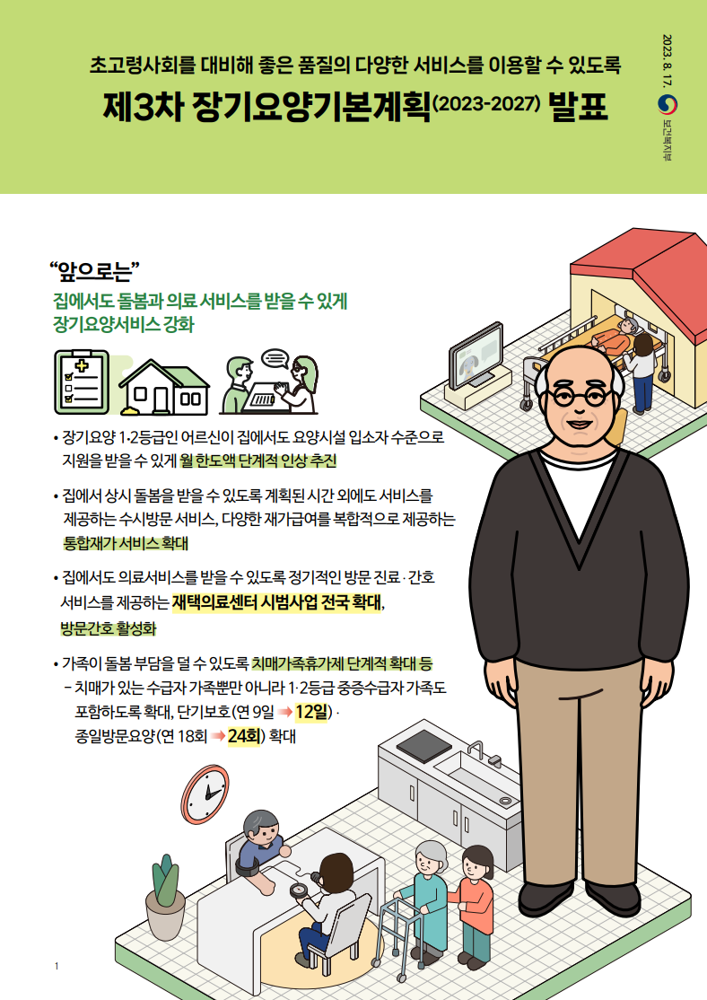 초고령사회를 대비해 좋은 품질의 다양한 서비스를 이용할 수 있도록
제3차 장기요양기본계획(2023-2027) 발표
2023. 8. 17.
보건복지부
“앞으로는”
집에서도 돌봄과 의료 서비스를 받을 수 있게
장기요양서비스 강화
• 장기요양 1·2등급인 어르신이 집에서도 요양시설 입소자 수준으로
지원을 받을 수 있게 월 한도액 단계적 인상 추진
• 집에서 상시 돌봄을 받을 수 있도록 계획된 시간 외에도 서비스를
제공하는 수시방문 서비스, 다양한 재가급여를 복합적으로 제공하는
통합재가 서비스 확대
• 집에서도 의료서비스를 받을 수 있도록 정기적인 방문 진료·간호
서비스를 제공하는 재택의료센터 시범사업 전국 확대,
방문간호 활성화
• 가족이 돌봄 부담을 덜 수 있도록 치매가족휴가제 단계적 확대 등
– 치매가 있는 수급자 가족뿐만 아니라 1·2등급 중증수급자 가족도
포함하도록 확대, 단기보호(연 9일 → 12일)·
종일방문요양(연 18회 → 24회) 확대
1